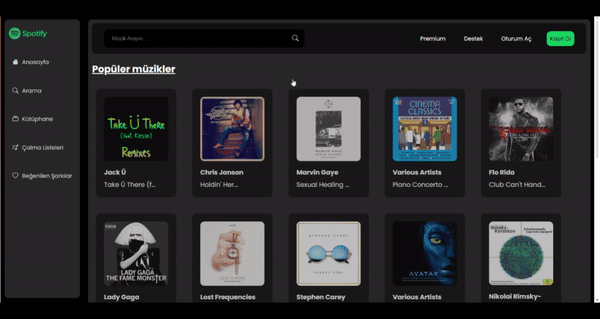 Spotify
Müzik Arayın...
Premium
Destek
Oturum Aç
Kayıt Ol
Anasayfa
Arama
Kütüphane
Çalma Listeleri
Beğenilen Şarkılar
Popüler müzikler
Take Ü There
(feat. Kiesza)
Remixes
CINEMA
CLASSICS
Jack Ü
Take Ü There (f...
Chris Janson
Holdin' Her...
Marvin Gaye
Sexual Healing ...
Various Artists
Piano Concerto ...
Flo Rida
Club Can't Hand...
LADY GAGA
THE FAME MONSTER
STEPHEN CAREY
AVATAR
Rimsky-
Korsakov
Lady Gaga
Lost Frequencies
Stephen Carey
Various Artists
Nikolai Rimsky-